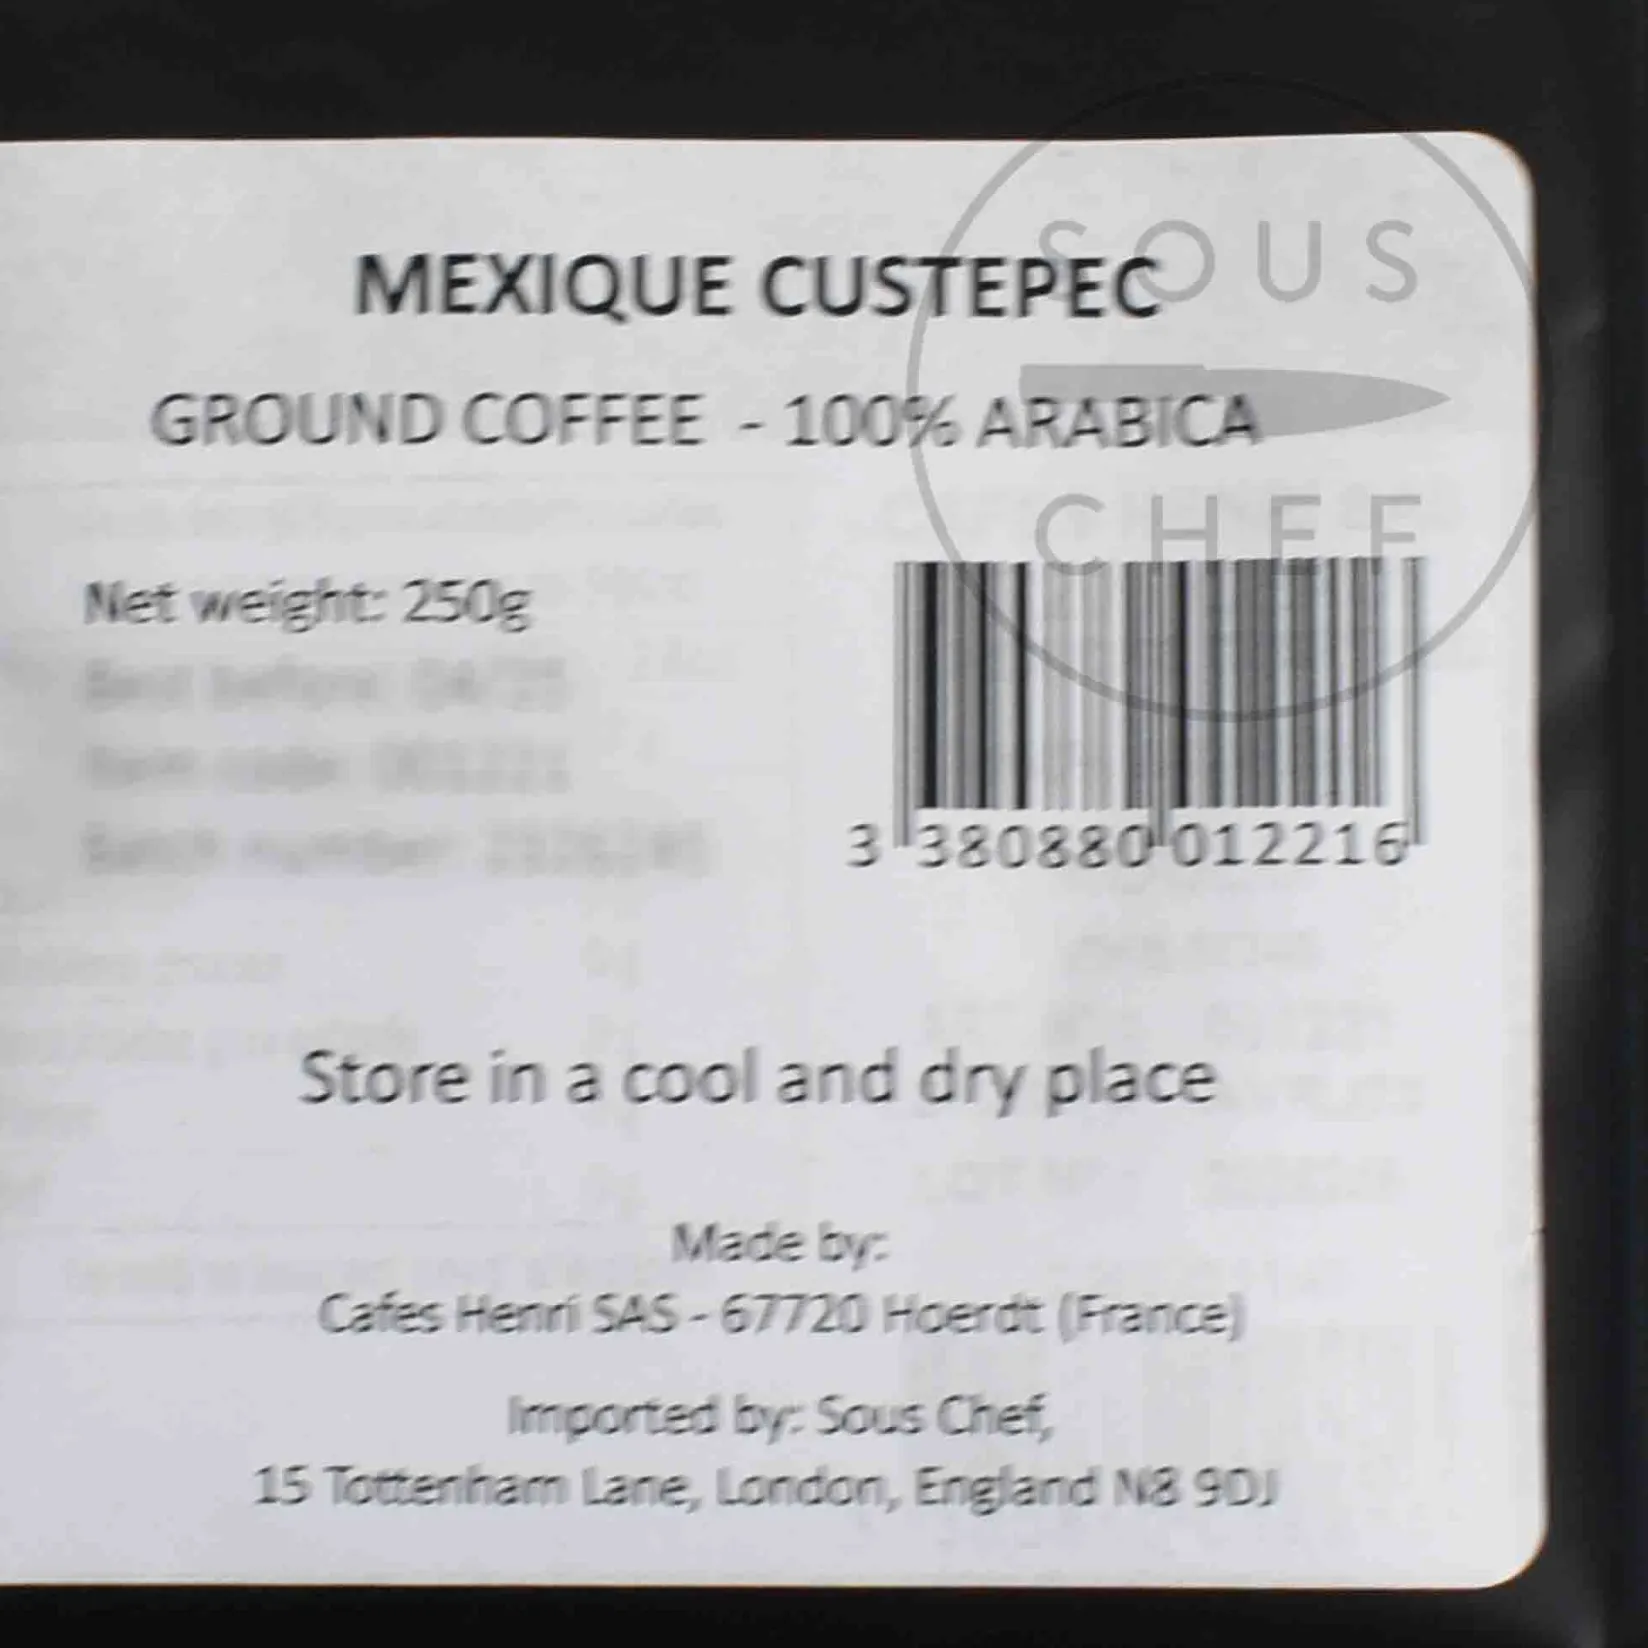 SOUS
CHEF
MEXIQUE CUSTEPEC
GROUND COFFEE - 100% ARABICA
Net weight: 250g
3 380880 012216
Store in a cool and dry place
Made by:
Cafes Henri SAS - 67720 Hoerdt (France)
Imported by: Sous Chef,
15 Tottenham Lane, London, England N8 9DJ